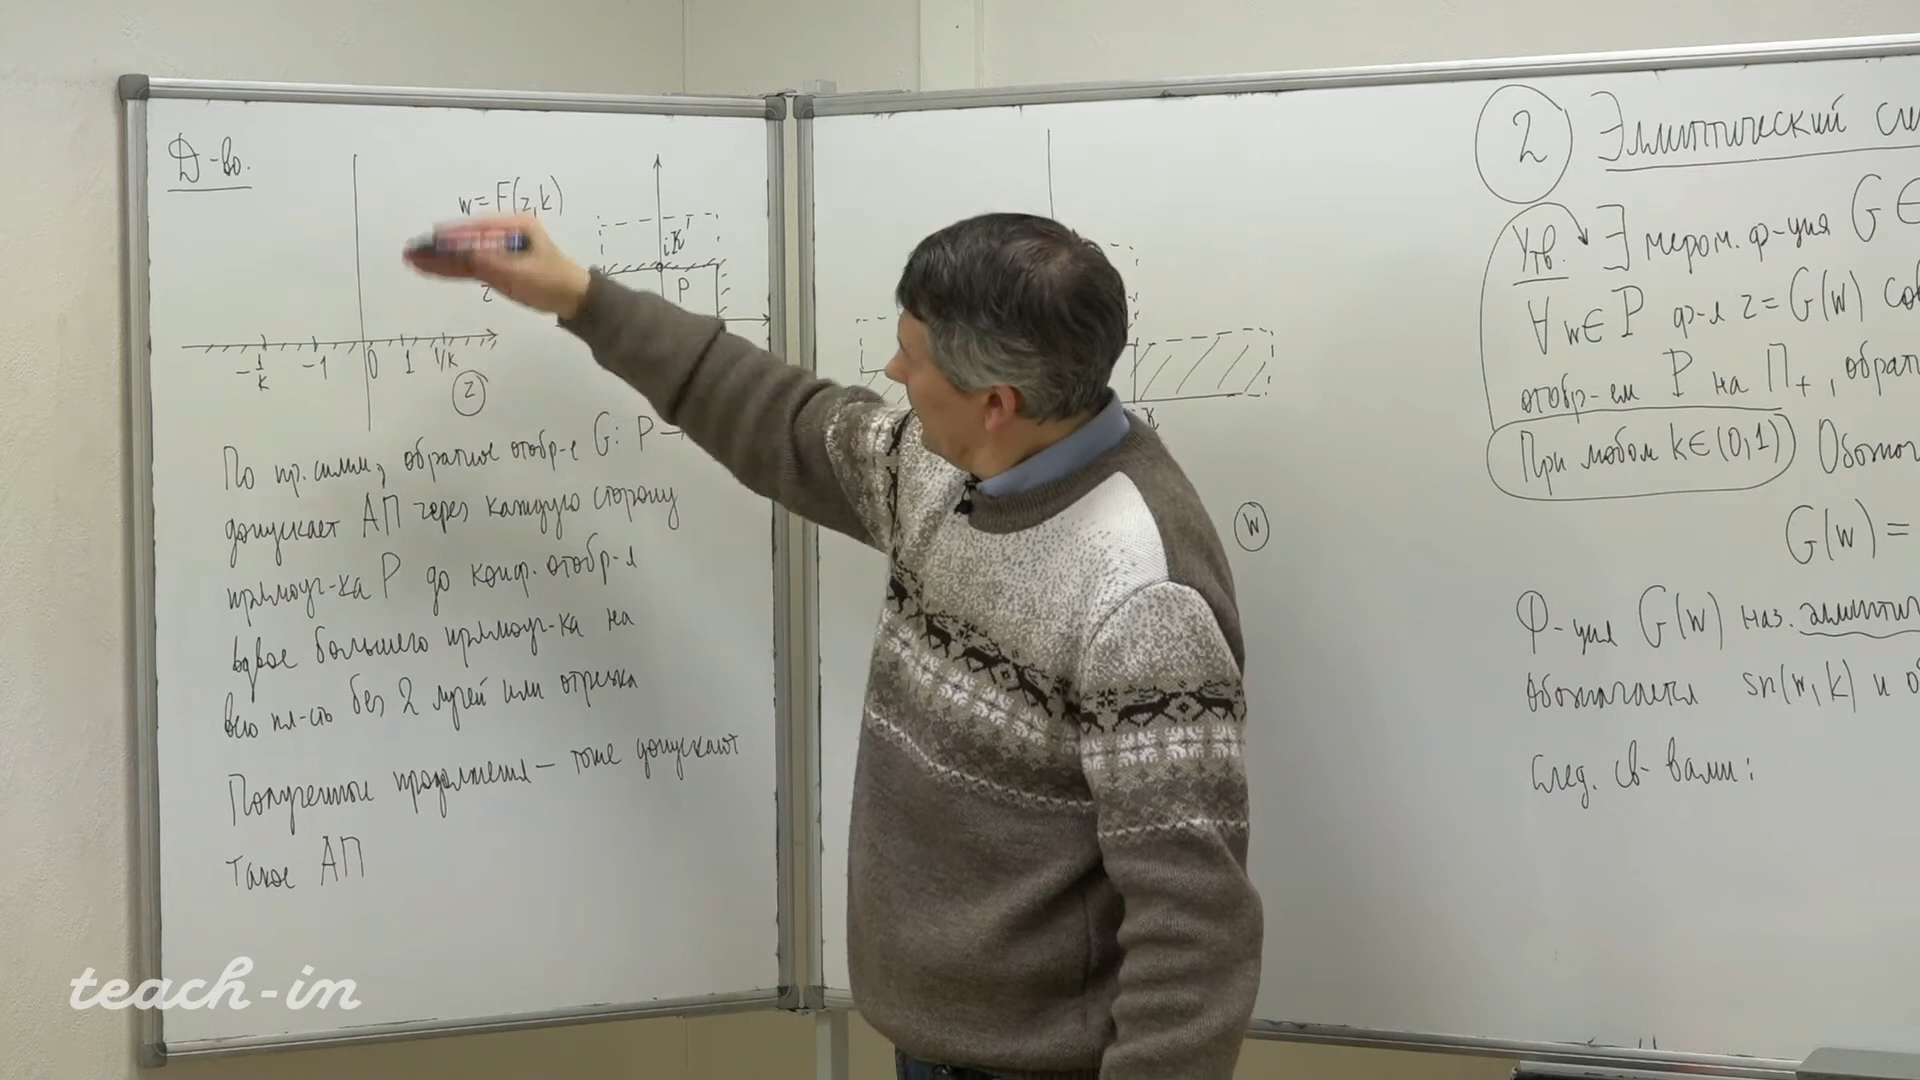 Д-во.
w = F(z,k)
iK'
P
z
-1/k -1 0 1 1/k
z
По пр. симм., обратное отобр-е G: P →
допускает АП через каждую сторону
прямоуг-ка P до конф. отобр-я
вдвое большего прямоуг-ка на
всю пл-сть без 2 лучей или отрезка
Полученные продолжения — тоже допускают
такое АП
K
w
2 Эллиптический си
Утв. ∃ мером. ф-ция G ∈
∀ w∈P ф-л z = G(w) сов
отобр-ем P на П₊, обрат
При любом k∈(0,1) Обознач
G(w) =
Ф-ция G(w) наз. эллиптич
обозначается sn(w,k) и о
след. св-вами:
teach-in